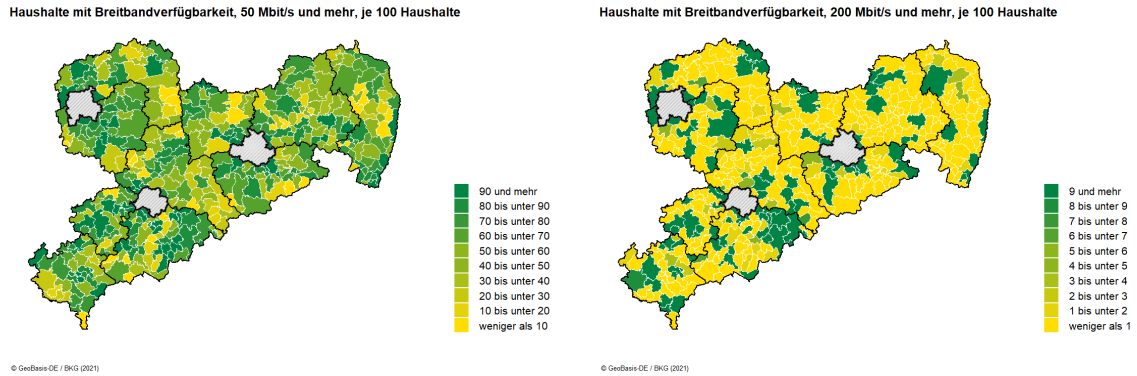 Haushalte mit Breitbandverfügbarkeit, 50 Mbit/s und mehr, je 100 Haushalte
90 und mehr
80 bis unter 90
70 bis unter 80
60 bis unter 70
50 bis unter 60
40 bis unter 50
30 bis unter 40
20 bis unter 30
10 bis unter 20
weniger als 10
© GeoBasis-DE / BKG (2021)
Haushalte mit Breitbandverfügbarkeit, 200 Mbit/s und mehr, je 100 Haushalte
9 und mehr
8 bis unter 9
7 bis unter 8
6 bis unter 7
5 bis unter 6
4 bis unter 5
3 bis unter 4
2 bis unter 3
1 bis unter 2
weniger als 1
© GeoBasis-DE / BKG (2021)